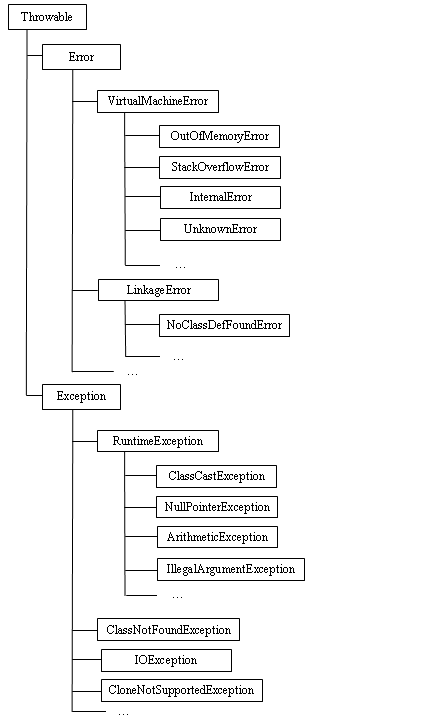 Throwable
Error
VirtualMachineError
OutOfMemoryError
StackOverflowError
InternalError
UnknownError
...
LinkageError
NoClassDefFoundError
...
...
Exception
RuntimeException
ClassCastException
NullPointerException
ArithmeticException
IllegalArgumentException
...
ClassNotFoundException
IOException
CloneNotSupportedException
...